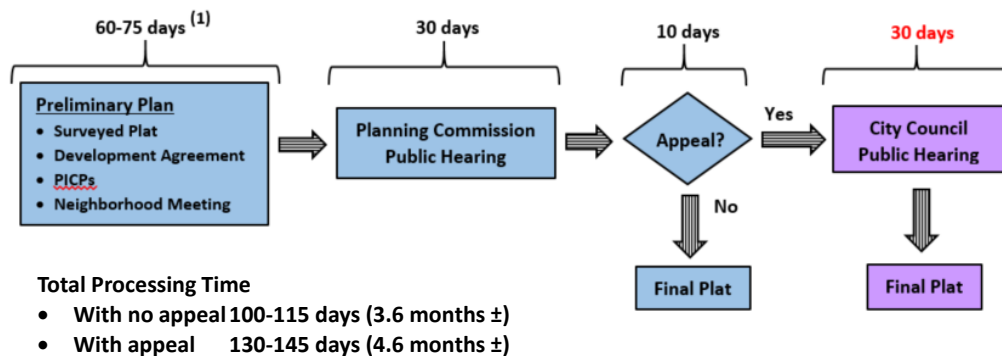 60-75 days (1)
30 days
10 days
30 days
Preliminary Plan
• Surveyed Plat
• Development Agreement
• PICPs
• Neighborhood Meeting
Planning Commission
Public Hearing
Appeal?
Yes
City Council
Public Hearing
No
Final Plat
Final Plat
Total Processing Time
• With no appeal 100-115 days (3.6 months ±)
• With appeal 130-145 days (4.6 months ±)